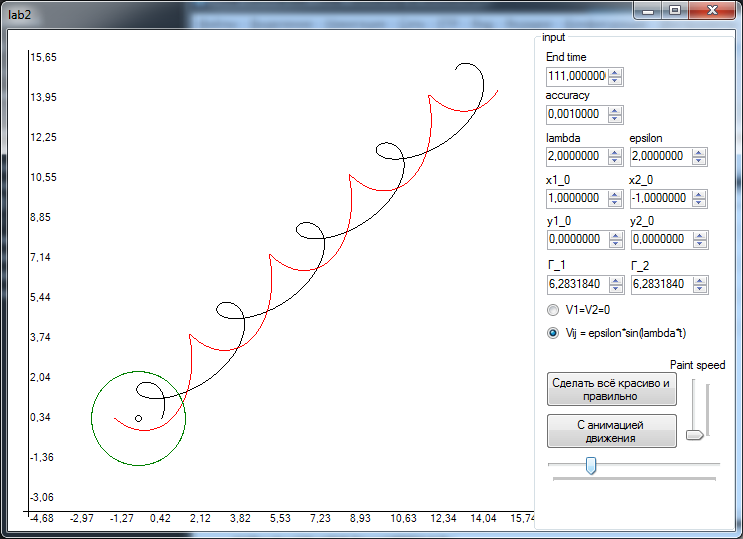 lab2
input
End time
111,000000
accuracy
0,0010000
lambda epsilon
2,0000000 2,0000000
x1_0 x2_0
1,0000000 -1,0000000
y1_0 y2_0
0,0000000 0,0000000
Г_1 Г_2
6,2831840 6,2831840
V1=V2=0
Vij = epsilon*sin(lambda*t)
Paint speed
Сделать всё красиво и
правильно
С анимацией
движения
15,65
13,95
12,25
10,55
8,85
7,14
5,44
3,74
2,04
0,34
-1,36
-3,06
-4,68 -2,97 -1,27 0,42 2,12 3,82 5,53 7,23 8,93 10,63 12,34 14,04 15,74